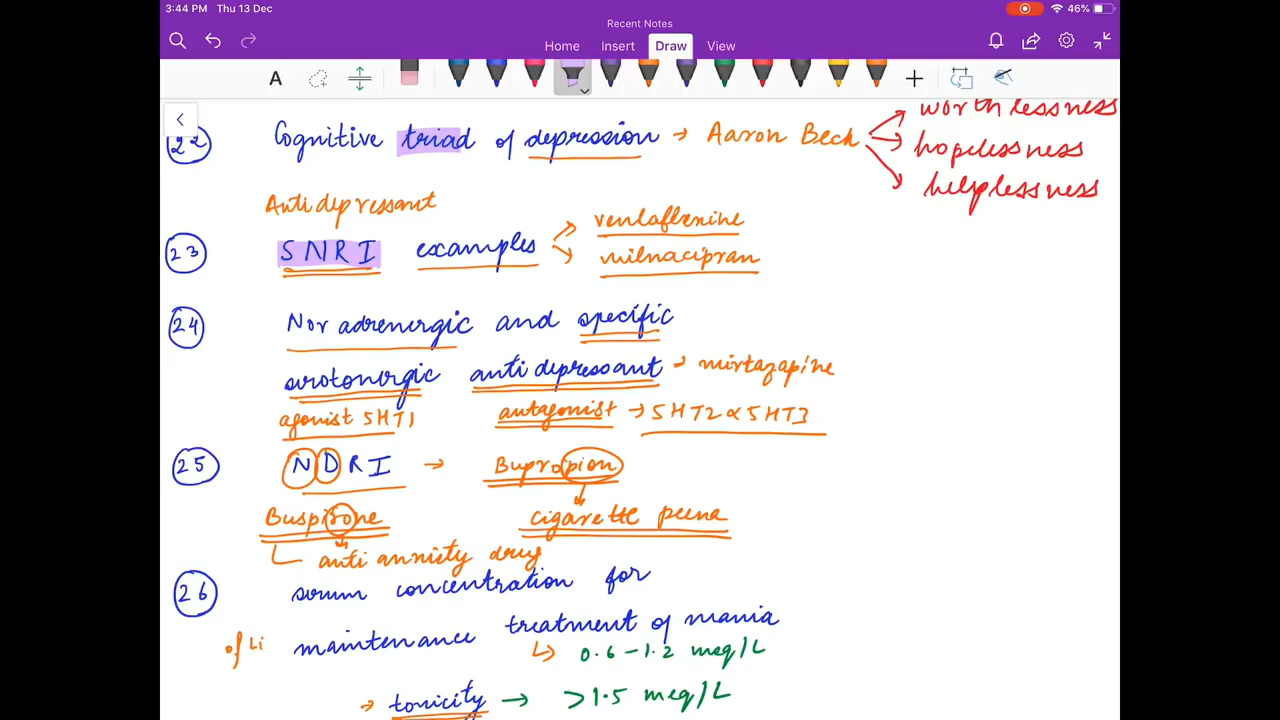 3:44 PM Thu 13 Dec
46%
Recent Notes
Home Insert Draw View
A
worthlessness
22 Cognitive triad of depression → Aaron Beck
hopelessness
helplessness
Antidepressant
23 SNRI examples
venlafaxine
milnacipran
24 Nor adrenergic and specific
serotonergic antidepressant → mirtazapine
agonist 5HT1 antagonist → 5HT2 & 5HT3
25 NDRI → Bupropion
Buspirone cigarette peena
anti anxiety drug
26 serum concentration for
of Li maintenance treatment of mania
0.6 - 1.2 meq/L
→ toxicity → >1.5 meq/L